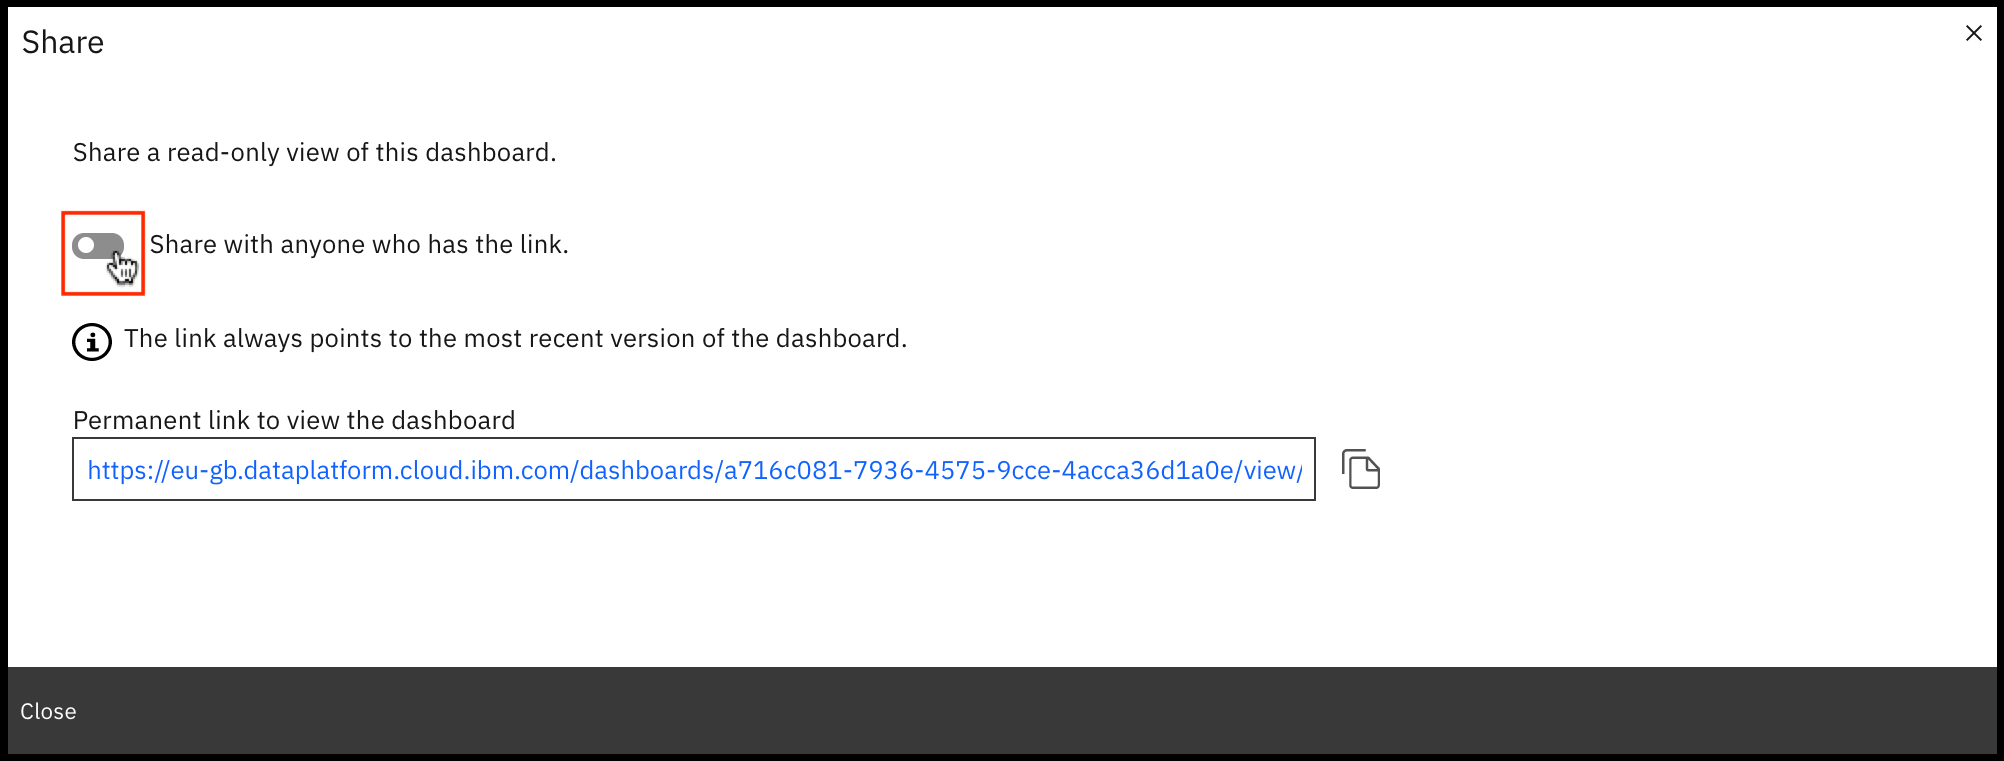 Share
Share a read-only view of this dashboard.
Share with anyone who has the link.
The link always points to the most recent version of the dashboard.
Permanent link to view the dashboard
https://eu-gb.dataplatform.cloud.ibm.com/dashboards/a716c081-7936-4575-9cce-4acca36d1a0e/view/
Close